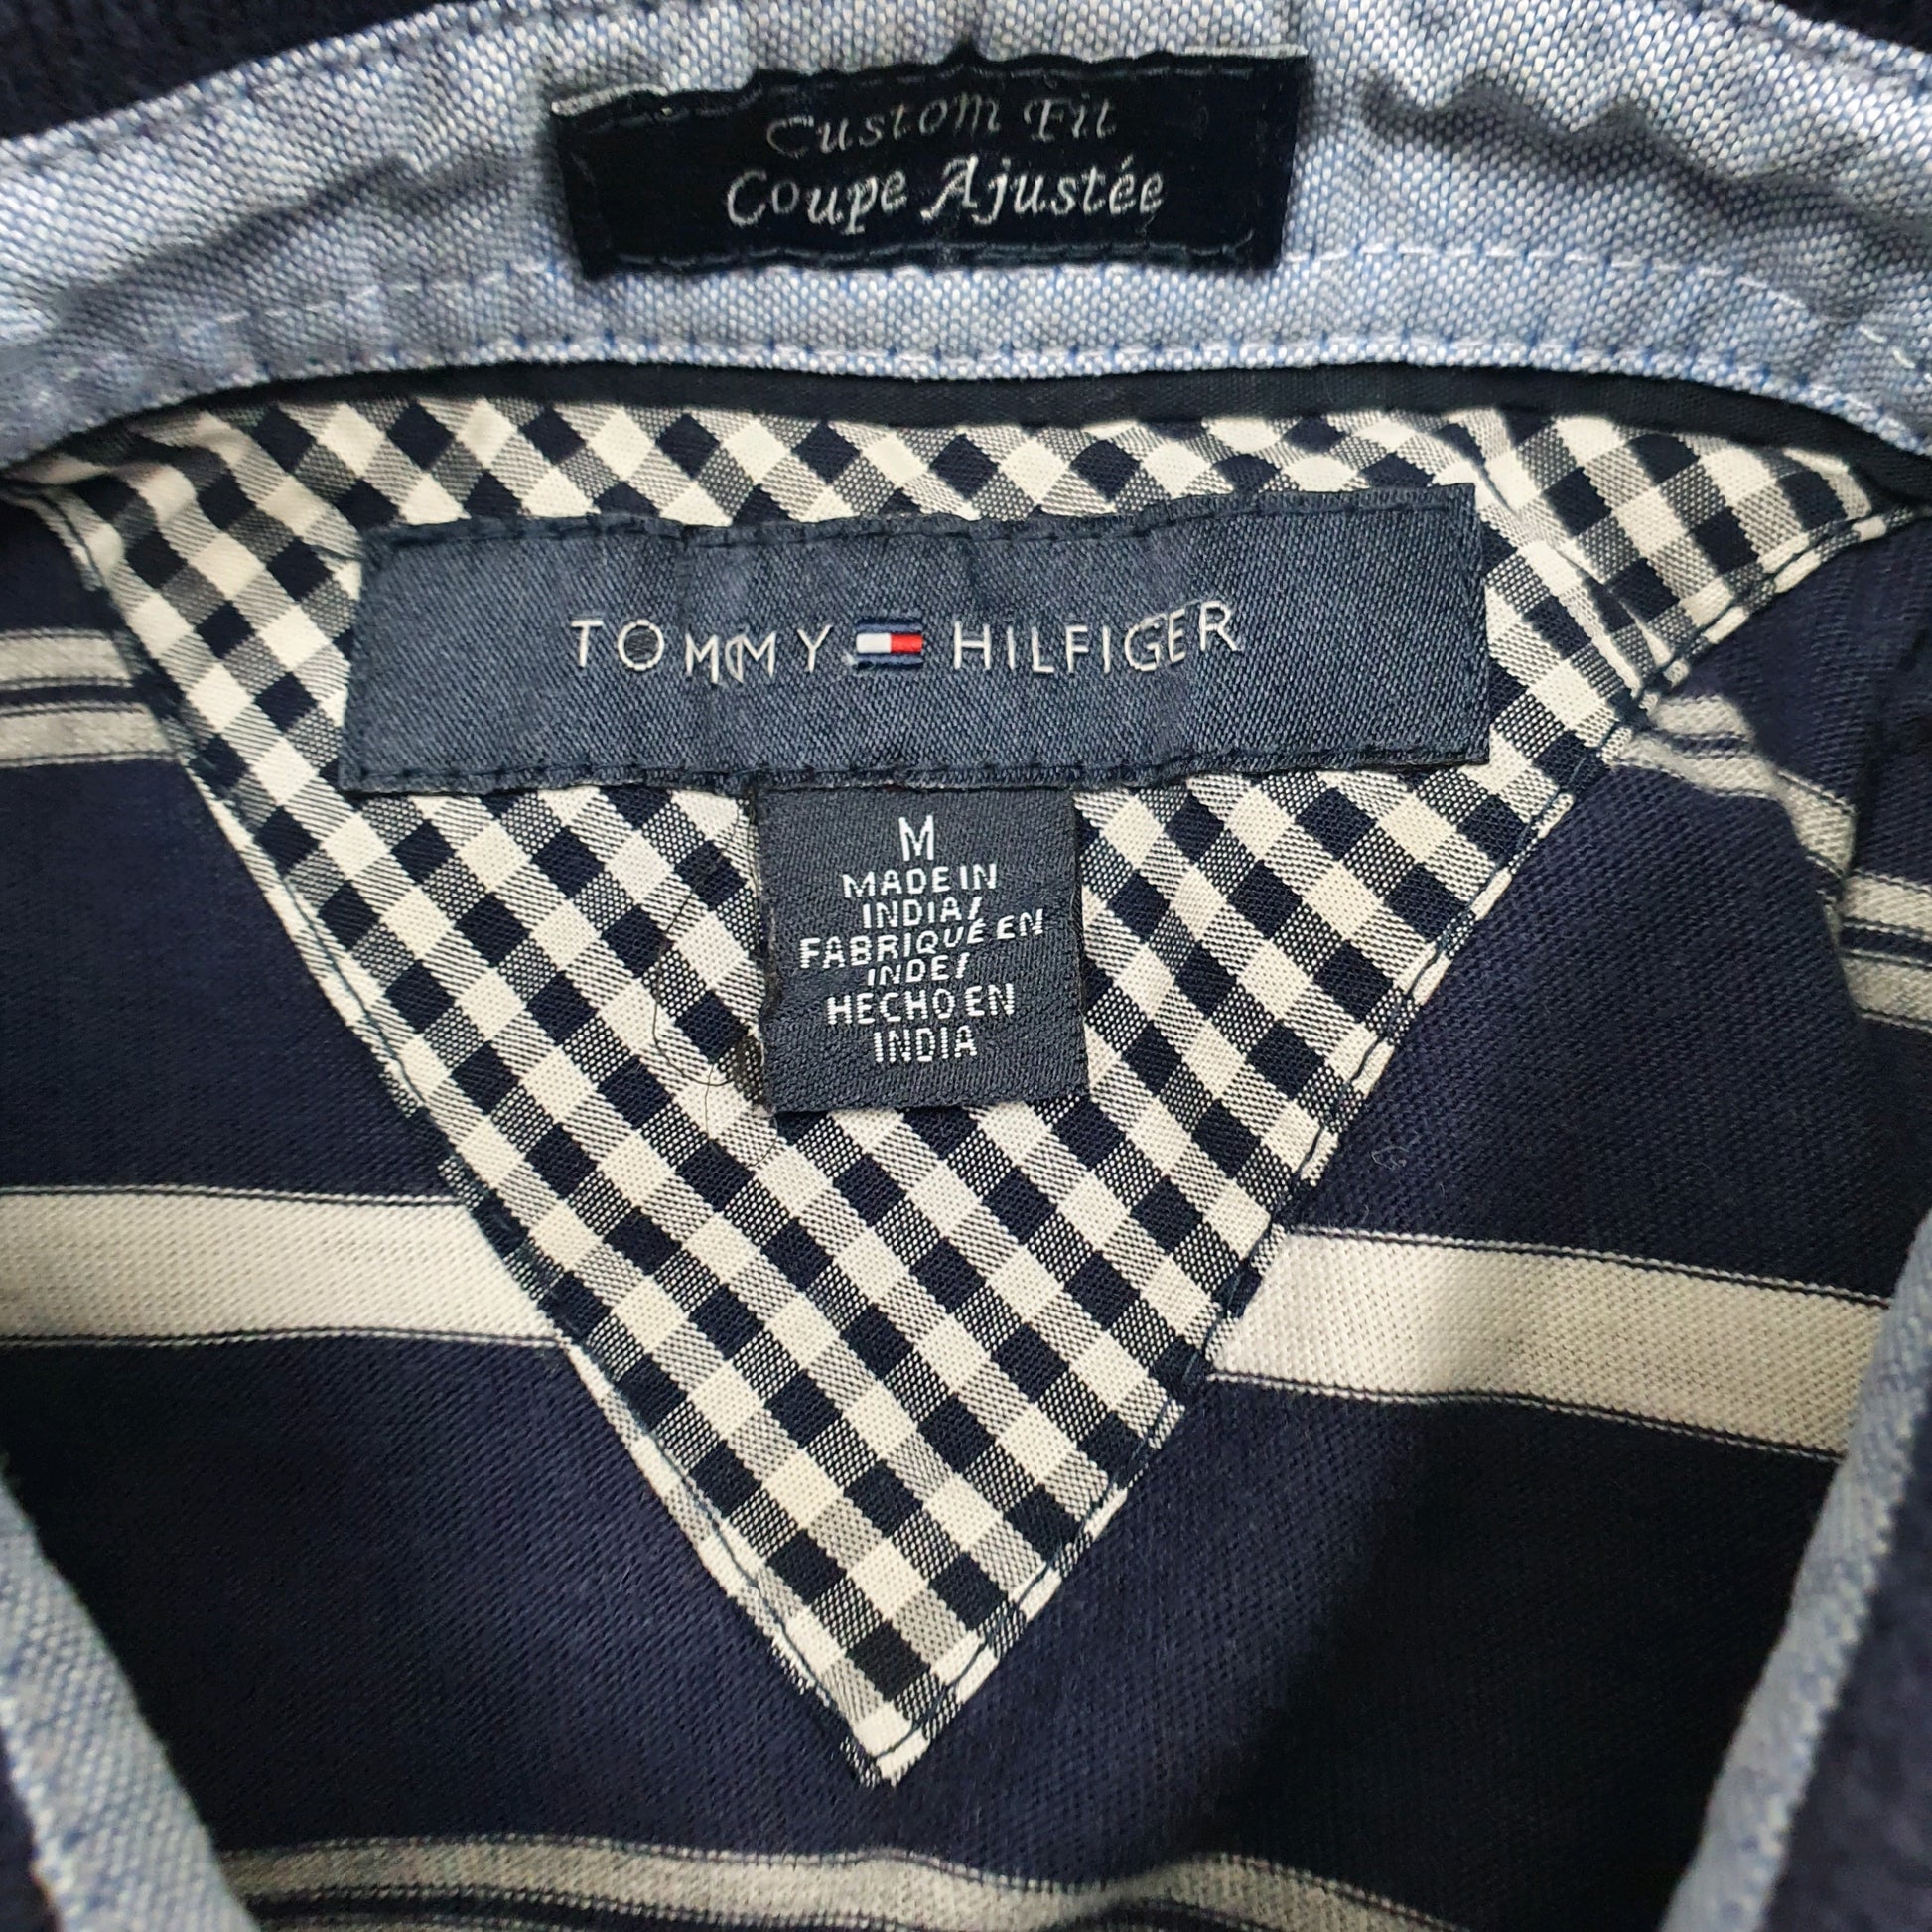 Custom Fit
Coupe Ajustée
TOMMY HILFIGER
M
MADE IN
INDIA/
FABRIQUÉ EN
INDE/
HECHO EN
INDIA